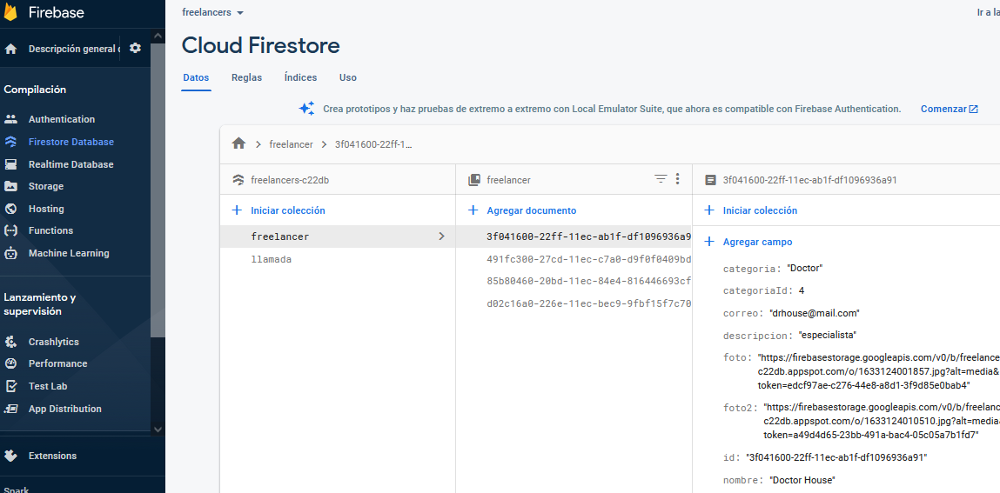 Firebase
Descripción general
Compilación
Authentication
Firestore Database
Realtime Database
Storage
Hosting
Functions
Machine Learning
Lanzamiento y
supervisión
Crashlytics
Performance
Test Lab
App Distribution
Extensions
Spark
freelancers
Ir a la
Cloud Firestore
Datos Reglas Índices Uso
Crea prototipos y haz pruebas de extremo a extremo con Local Emulator Suite, que ahora es compatible con Firebase Authentication. Comenzar
freelancer > 3f041600-22ff-1...
freelancers-c22db
Iniciar colección
freelancer
llamada
freelancer
Agregar documento
3f041600-22ff-11ec-ab1f-df1096936a9
491fc300-27cd-11ec-c7a0-d9f0f0409bd
85b80460-20bd-11ec-84e4-816446693cf
d02c16a0-226e-11ec-bec9-9fbf15f7c70
3f041600-22ff-11ec-ab1f-df1096936a91
Iniciar colección
Agregar campo
categoria: "Doctor"
categoriaId: 4
correo: "drhouse@mail.com"
descripcion: "especialista"
foto: "https://firebasestorage.googleapis.com/v0/b/freelance
c22db.appspot.com/o/1633124001857.jpg?alt=media&
token=edcf97ae-c276-44e8-a8d1-3f9d85e0bab4"
foto2: "https://firebasestorage.googleapis.com/v0/b/freelanc
c22db.appspot.com/o/1633124010510.jpg?alt=media
token=a49d4d65-23bb-491a-bac4-05c05a7b1fd7"
id: "3f041600-22ff-11ec-ab1f-df1096936a91"
nombre: "Doctor House"